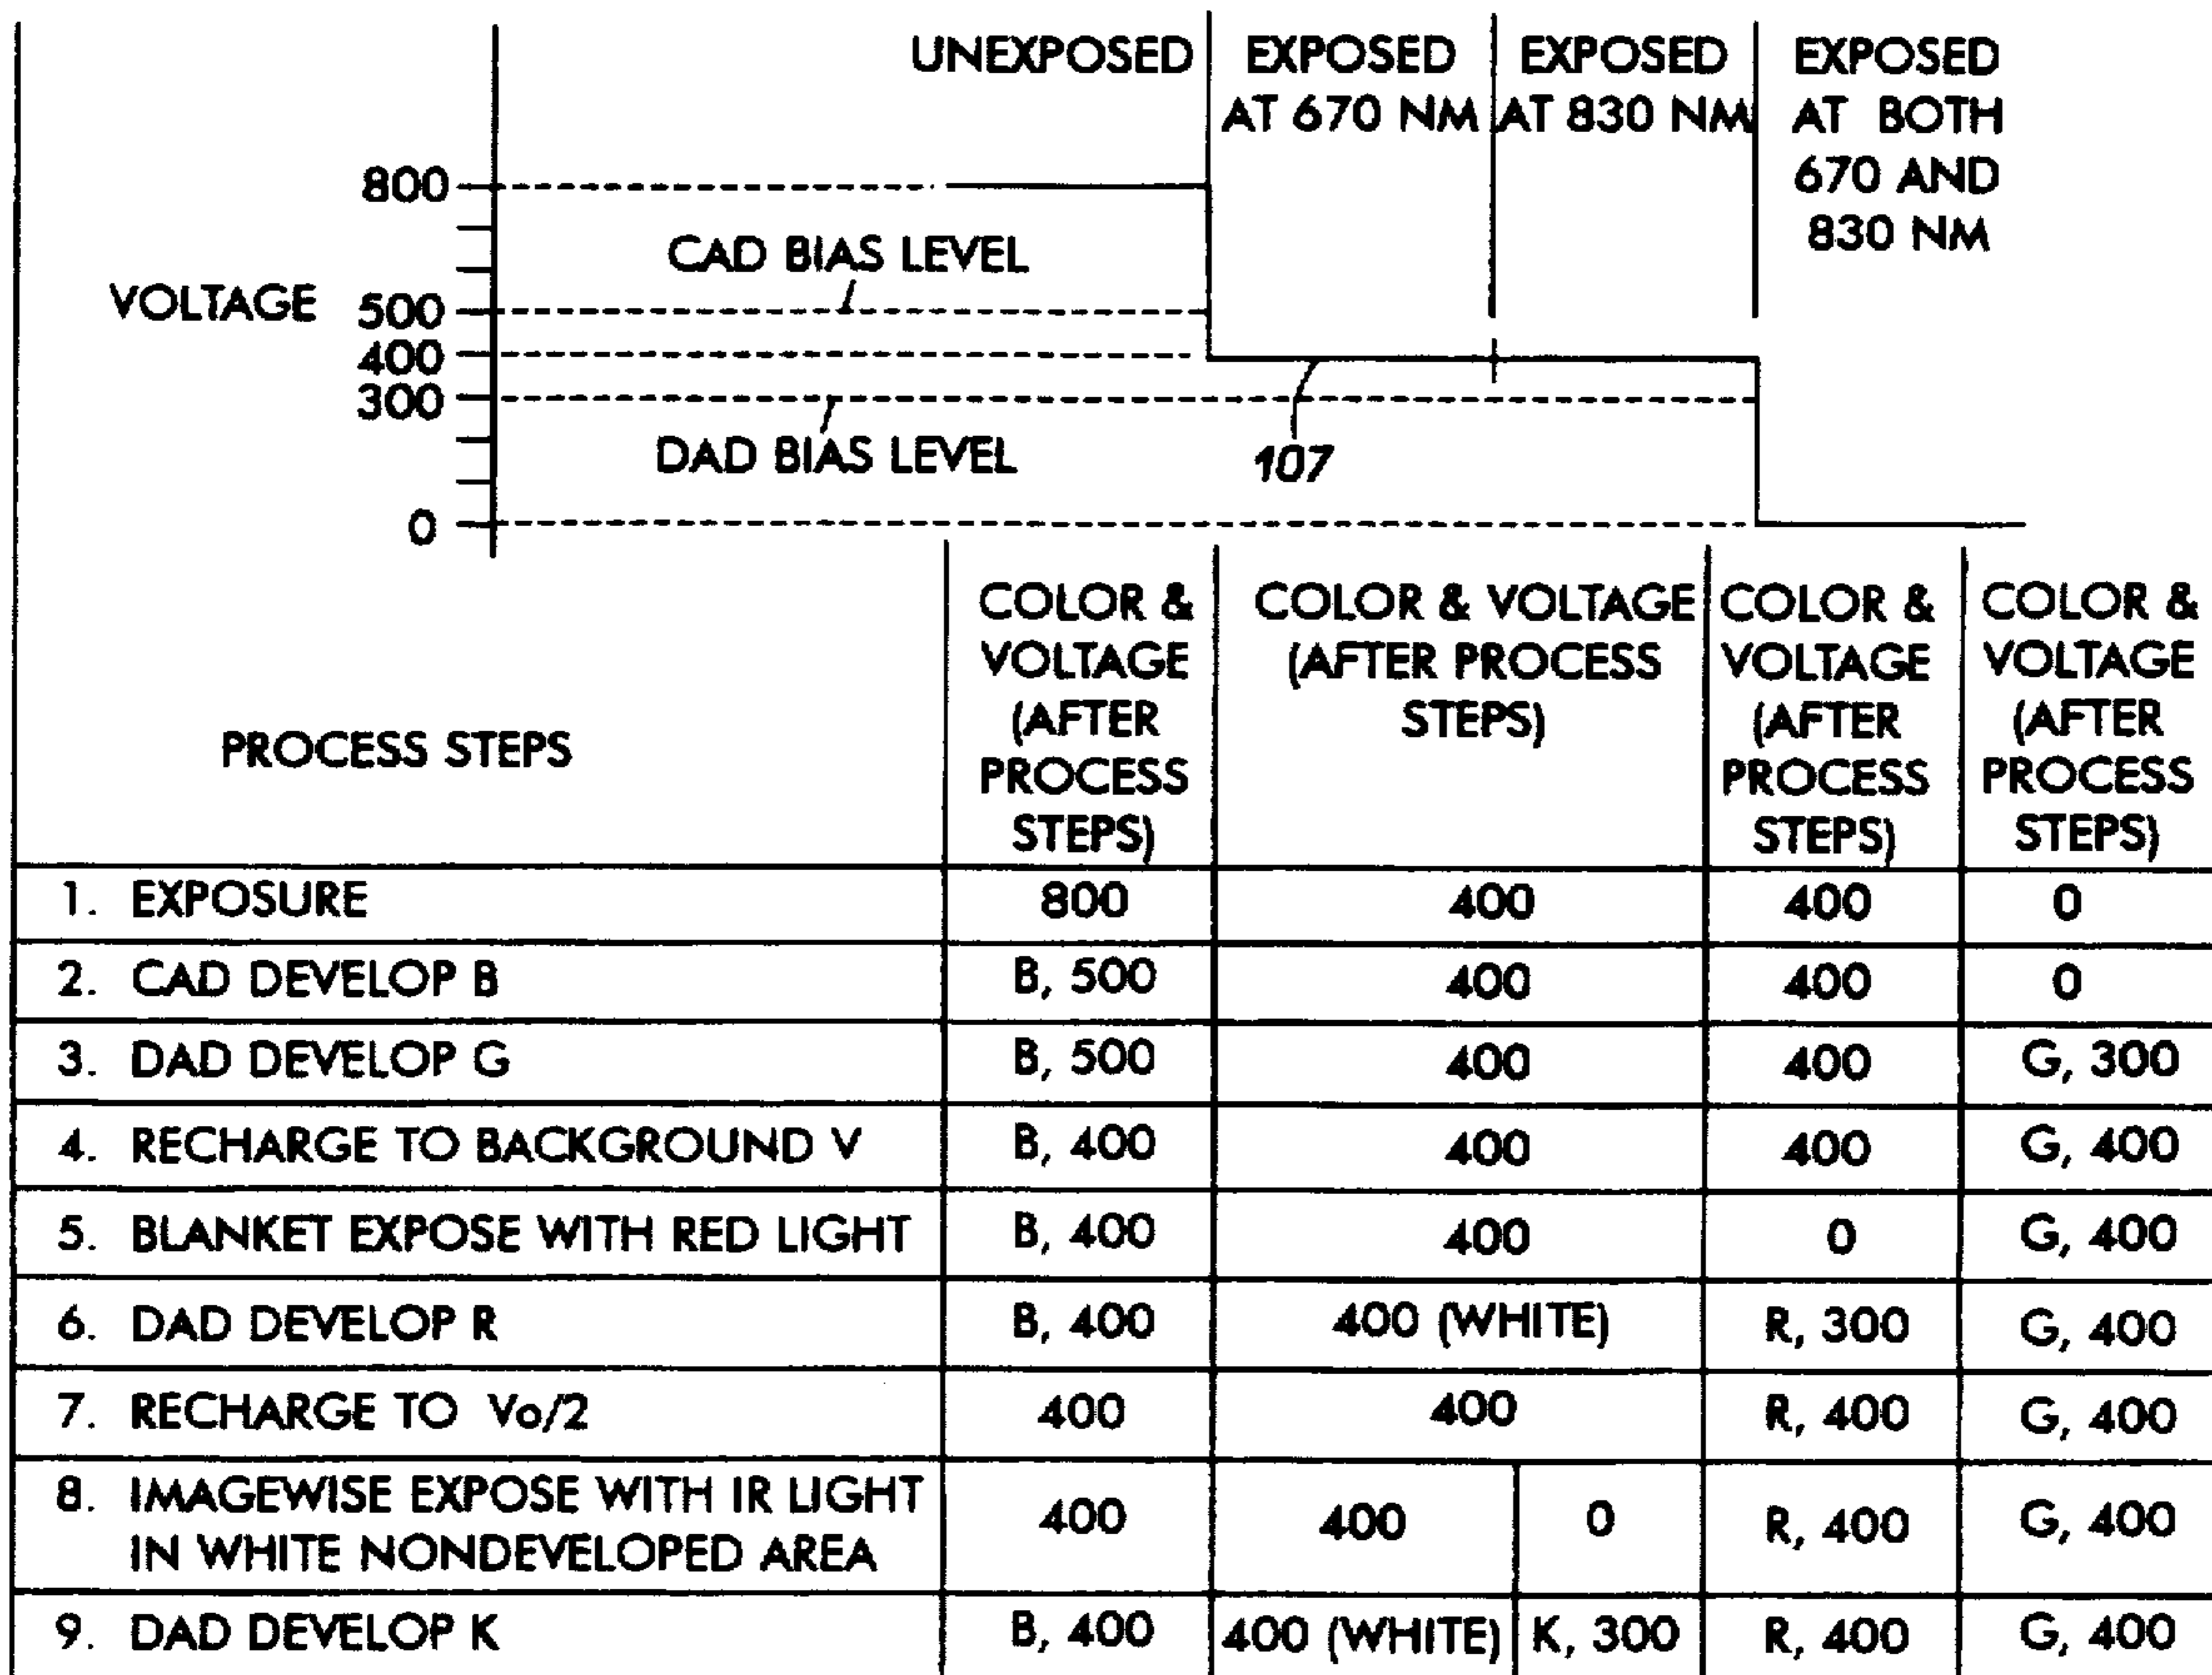 UNEXPOSED
EXPOSED
AT 670 NM
EXPOSED
AT 830 NM
EXPOSED
AT BOTH
670 AND
830 NM
800
CAD BIAS LEVEL
VOLTAGE
500
400
300
DAD BIAS LEVEL
107
0
PROCESS STEPS
COLOR &
VOLTAGE
(AFTER
PROCESS
STEPS)
COLOR & VOLTAGE
(AFTER PROCESS
STEPS)
COLOR &
VOLTAGE
(AFTER
PROCESS
STEPS)
COLOR &
VOLTAGE
(AFTER
PROCESS
STEPS)
1. EXPOSURE 800 400 400 0
2. CAD DEVELOP B B, 500 400 400 0
3. DAD DEVELOP G B, 500 400 400 G, 300
4. RECHARGE TO BACKGROUND V B, 400 400 400 G, 400
5. BLANKET EXPOSE WITH RED LIGHT B, 400 400 0 G, 400
6. DAD DEVELOP R B, 400 400 (WHITE) R, 300 G, 400
7. RECHARGE TO Vo/2 400 400 R, 400 G, 400
8. IMAGEWISE EXPOSE WITH IR LIGHT
IN WHITE NONDEVELOPED AREA 400 400 0 R, 400 G, 400
9. DAD DEVELOP K B, 400 400 (WHITE) K, 300 R, 400 G, 400